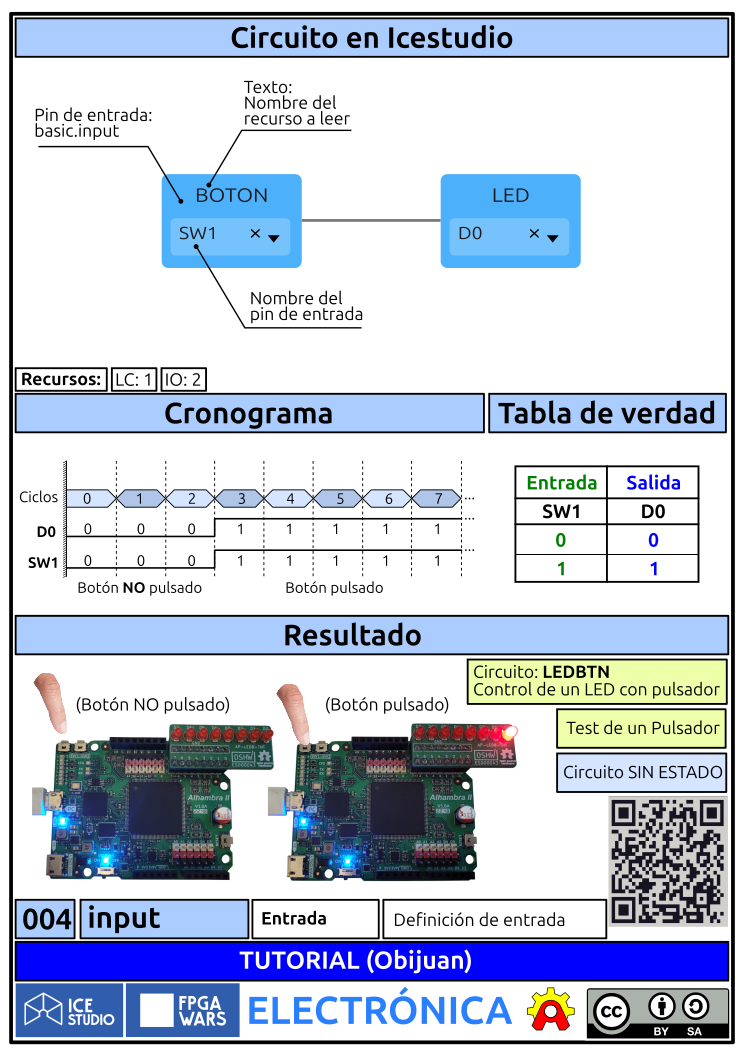 Circuito en Icestudio
Texto:
Nombre del
recurso a leer
Pin de entrada:
basic.input
BOTON
LED
SW1
D0
Nombre del
pin de entrada
Recursos: LC: 1 IO: 2
Cronograma
Tabla de verdad
Ciclos 0 1 2 3 4 5 6 7 ...
D0 0 0 0 1 1 1 1 1 ...
SW1 0 0 0 1 1 1 1 1 ...
Botón NO pulsado Botón pulsado
Entrada Salida
SW1 D0
0 0
1 1
Resultado
Circuito: LEDBTN
Control de un LED con pulsador
(Botón NO pulsado)
(Botón pulsado)
Test de un Pulsador
Circuito SIN ESTADO
OSHW
Alhambra II
OSHW
Alhambra II
004 input Entrada Definición de entrada
TUTORIAL (Obijuan)
ICE
STUDIO
FPGA
WARS
ELECTRÓNICA
cc
BY SA